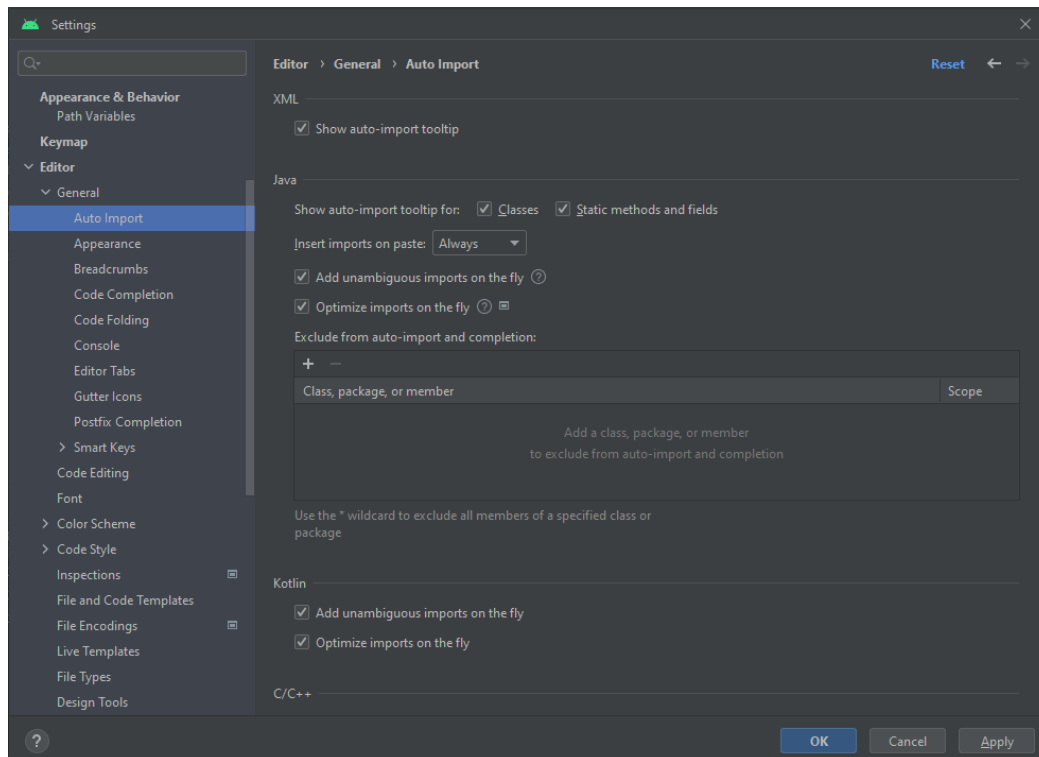 Settings
Appearance & Behavior
Path Variables
Keymap
Editor
General
Auto Import
Appearance
Breadcrumbs
Code Completion
Code Folding
Console
Editor Tabs
Gutter Icons
Postfix Completion
Smart Keys
Code Editing
Font
Color Scheme
Code Style
Inspections
File and Code Templates
File Encodings
Live Templates
File Types
Design Tools
Editor › General › Auto Import
Reset
XML
Show auto-import tooltip
Java
Show auto-import tooltip for: Classes Static methods and fields
Insert imports on paste: Always
Add unambiguous imports on the fly ?
Optimize imports on the fly ?
Exclude from auto-import and completion:
+ −
Class, package, or member Scope
Add a class, package, or member
to exclude from auto-import and completion
Use the * wildcard to exclude all members of a specified class or
package
Kotlin
Add unambiguous imports on the fly
Optimize imports on the fly
C/C++
? OK Cancel Apply